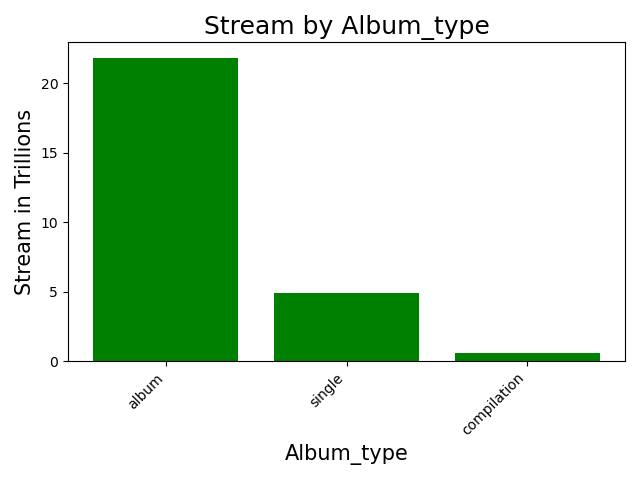 Stream by Album_type
Stream in Trillions
20
15
10
5
0
album
single
compilation
Album_type